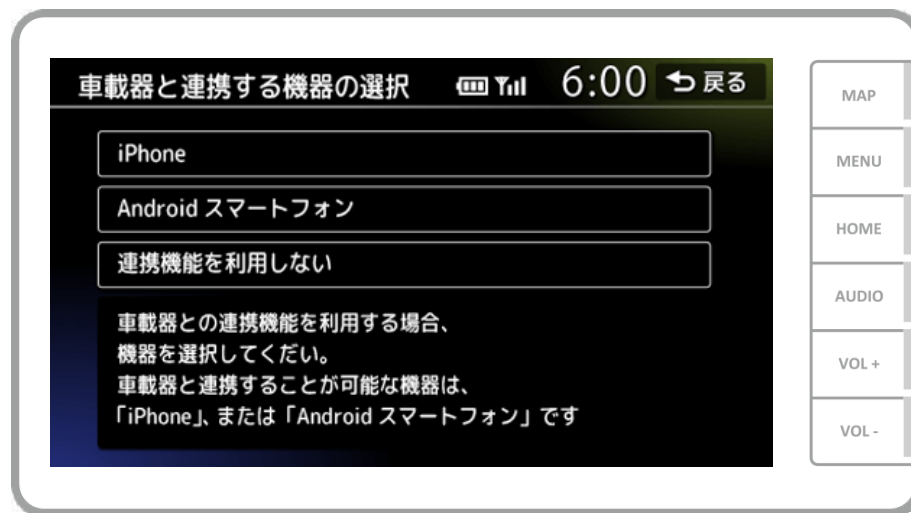 車載器と連携する機器の選択 6:00 戻る
iPhone
Android スマートフォン
連携機能を利用しない
車載器との連携機能を利用する場合、
機器を選択してくだい。
車載器と連携することが可能な機器は、
「iPhone」、または「Android スマートフォン」です
MAP
MENU
HOME
AUDIO
VOL +
VOL -